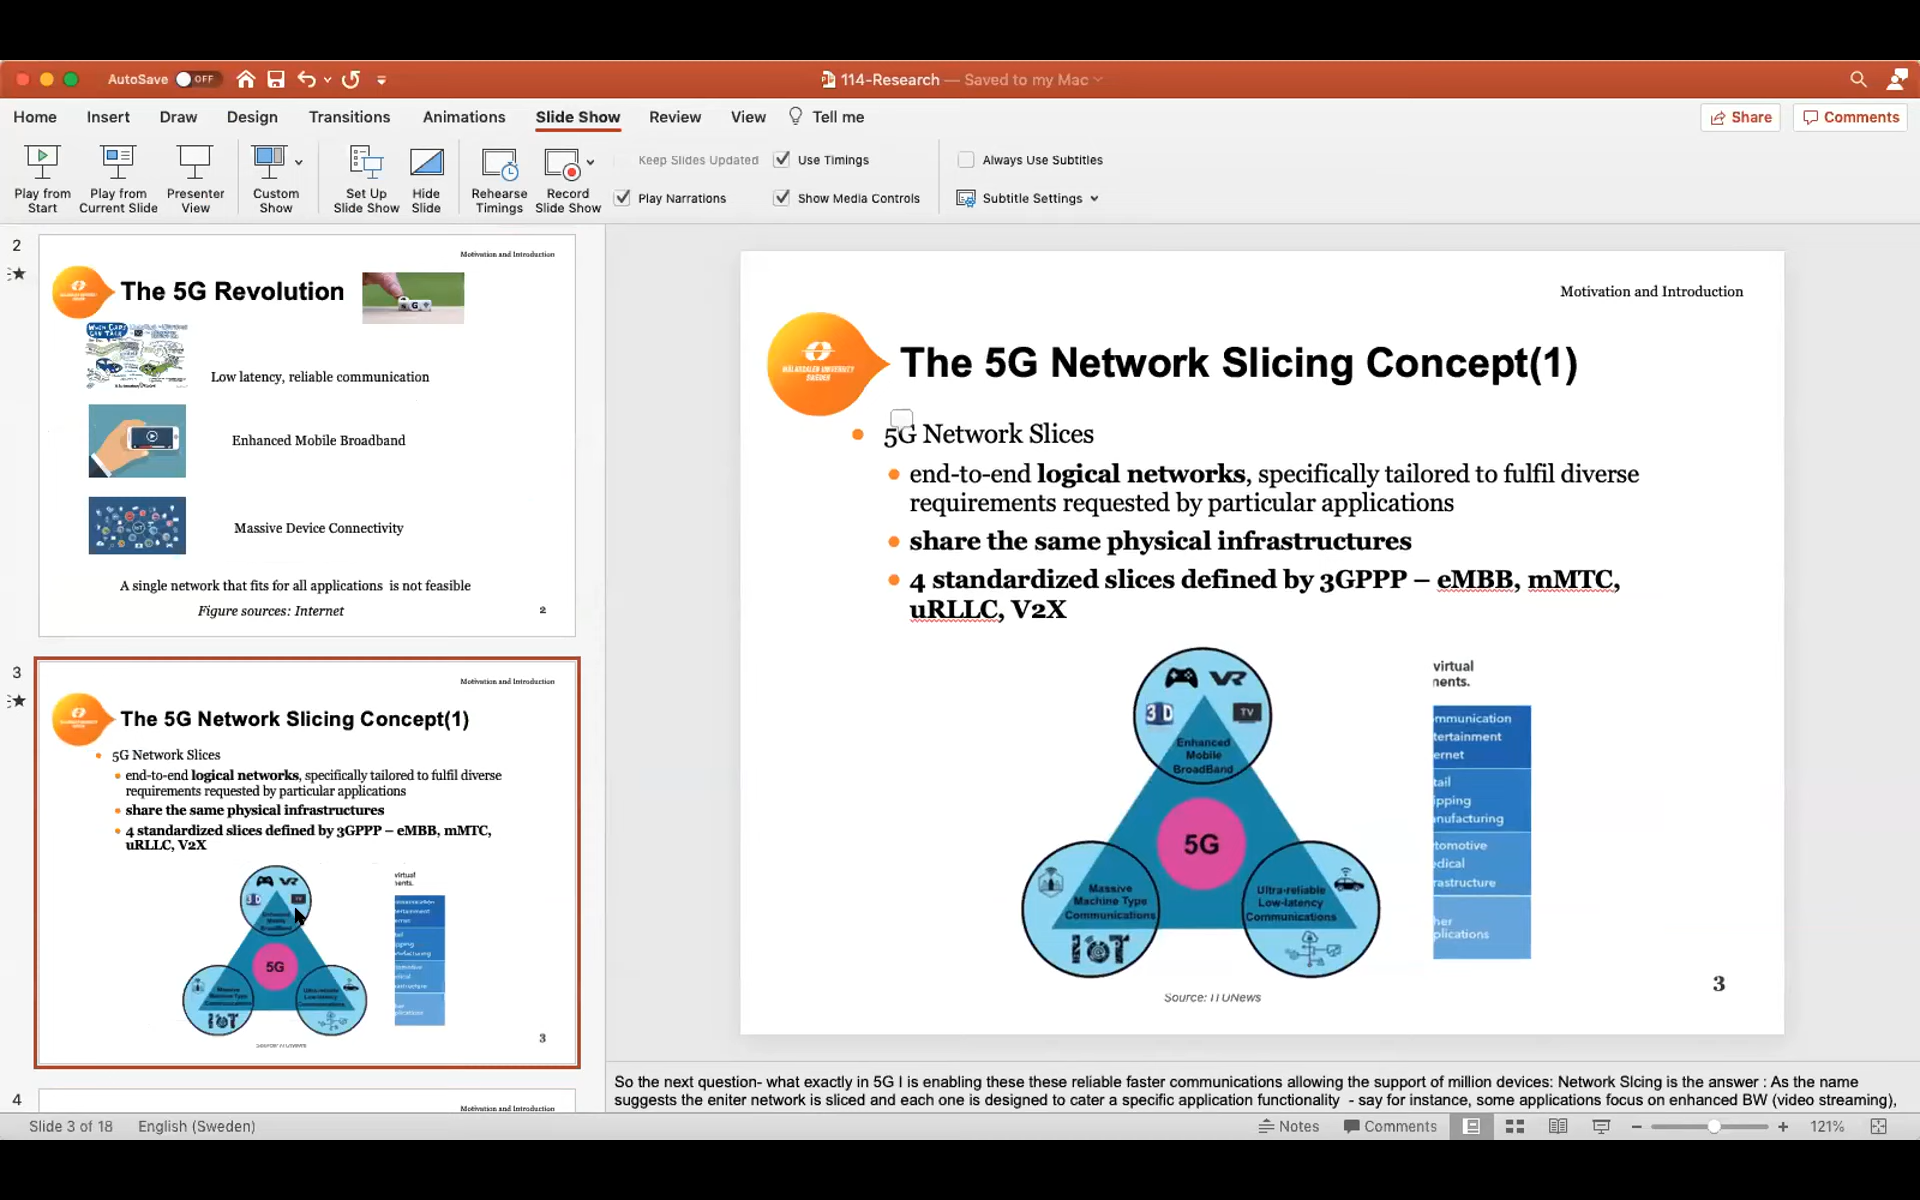 AutoSave OFF
114-Research — Saved to my Mac
Home Insert Draw Design Transitions Animations Slide Show Review View Tell me
Share Comments
Play from Start
Play from Current Slide
Presenter View
Custom Show
Set Up Slide Show
Hide Slide
Rehearse Timings
Record Slide Show
Keep Slides Updated
Use Timings
Play Narrations
Show Media Controls
Always Use Subtitles
Subtitle Settings
2
Motivation and Introduction
The 5G Revolution
Low latency, reliable communication
Enhanced Mobile Broadband
Massive Device Connectivity
A single network that fits for all applications is not feasible
Figure sources: Internet
2
3
Motivation and Introduction
The 5G Network Slicing Concept(1)
5G Network Slices
end-to-end logical networks, specifically tailored to fulfil diverse
requirements requested by particular applications
share the same physical infrastructures
4 standardized slices defined by 3GPPP – eMBB, mMTC,
uRLLC, V2X
VR
3D
TV
5G
IoT
virtual
nents.
3
4
Motivation and Introduction
Motivation and Introduction
MÄLARDALEN UNIVERSITY
SWEDEN
The 5G Network Slicing Concept(1)
5G Network Slices
end-to-end logical networks, specifically tailored to fulfil diverse
requirements requested by particular applications
share the same physical infrastructures
4 standardized slices defined by 3GPPP – eMBB, mMTC,
uRLLC, V2X
VR
3D
TV
Enhanced
Mobile
BroadBand
5G
Massive
Machine Type
Communications
IoT
Ultra-reliable
Low-latency
Communications
virtual
nents.
mmunication
tertainment
ernet
tail
ipping
anufacturing
tomotive
edical
rastructure
her
plications
Source: ITUNews
3
So the next question- what exactly in 5G I is enabling these these reliable faster communications allowing the support of million devices: Network Slcing is the answer : As the name
suggests the eniter network is sliced and each one is designed to cater a specific application functionality - say for instance, some applications focus on enhanced BW (video streaming),
Slide 3 of 18 English (Sweden)
Notes Comments 121%